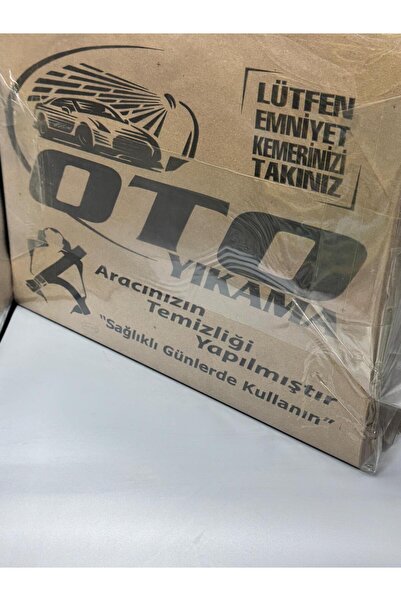 LÜTFEN
EMNİYET
KEMERİNİZİ
TAKINIZ
OTO
YIKAMA
Aracınızın
Temizliği
Yapılmıştır
"Sağlıklı Günlerde Kullanın"